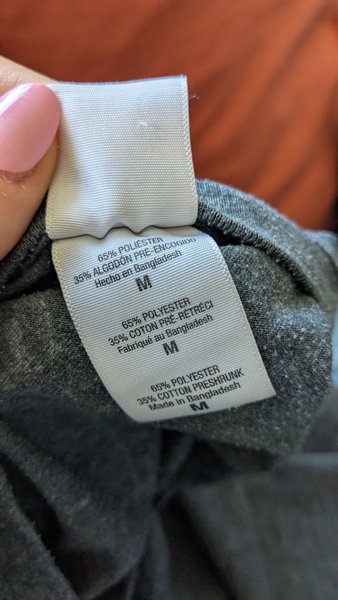 65% POLIÉSTER
35% ALGODÓN PRE-ENCOGIDO
Hecho en Bangladesh
M
65% POLYESTER
35% COTON PRÉ-RÉTRÉCI
Fabriqué au Bangladesh
M
65% POLYESTER
35% COTTON PRESHRUNK
Made in Bangladesh
M